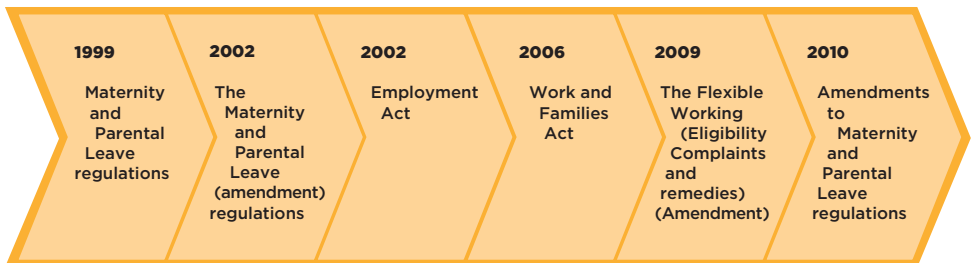 1999
Maternity
and
Parental
Leave
regulations
2002
The
Maternity
and
Parental
Leave
(amendment)
regulations
2002
Employment
Act
2006
Work and
Families
Act
2009
The Flexible
Working
(Eligibility
Complaints
and
remedies)
(Amendment)
2010
Amendments
to
Maternity
and
Parental
Leave
regulations